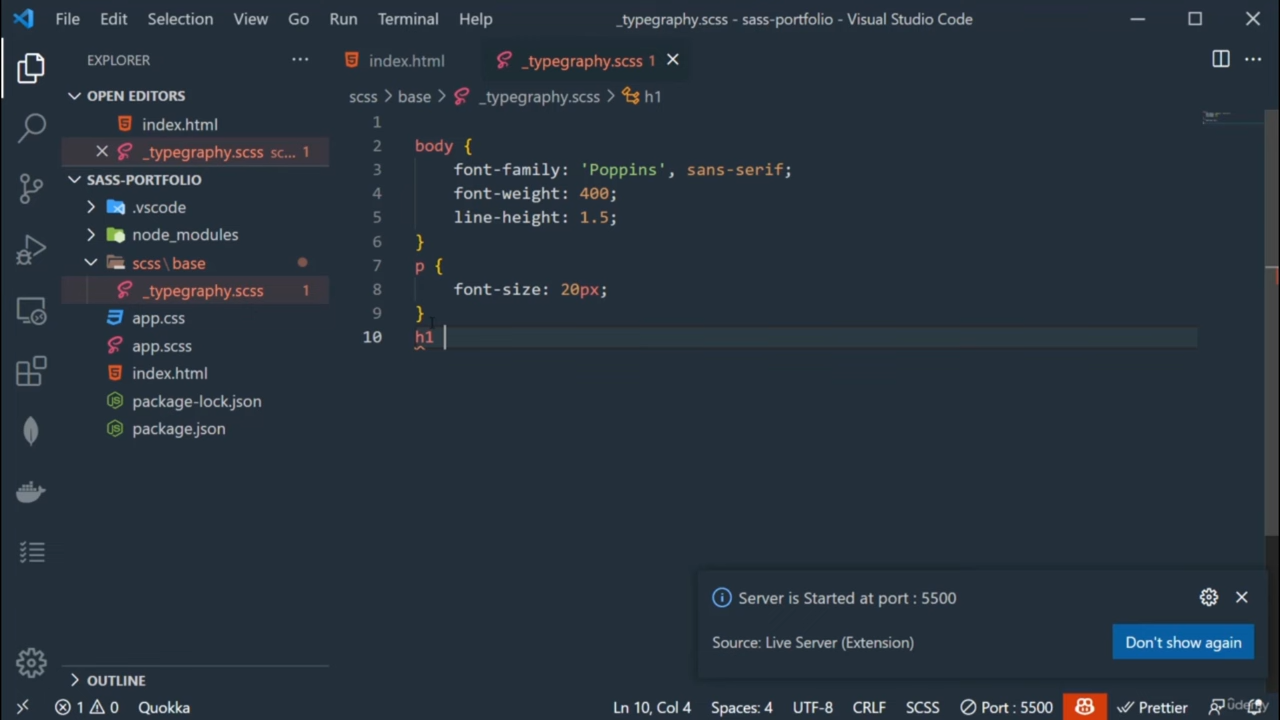 File Edit Selection View Go Run Terminal Help
_typegraphy.scss - sass-portfolio - Visual Studio Code
EXPLORER
OPEN EDITORS
index.html
_typegraphy.scss sc... 1
SASS-PORTFOLIO
.vscode
node_modules
scss\base
_typegraphy.scss 1
app.css
app.scss
index.html
package-lock.json
package.json
OUTLINE
index.html
_typegraphy.scss 1
scss > base > _typegraphy.scss > h1
1
2 body {
3 font-family: 'Poppins', sans-serif;
4 font-weight: 400;
5 line-height: 1.5;
6 }
7 p {
8 font-size: 20px;
9 }
10 h1
Server is Started at port : 5500
Source: Live Server (Extension)
Don't show again
1 0 Quokka
Ln 10, Col 4 Spaces: 4 UTF-8 CRLF SCSS Port : 5500 Prettier
udemy